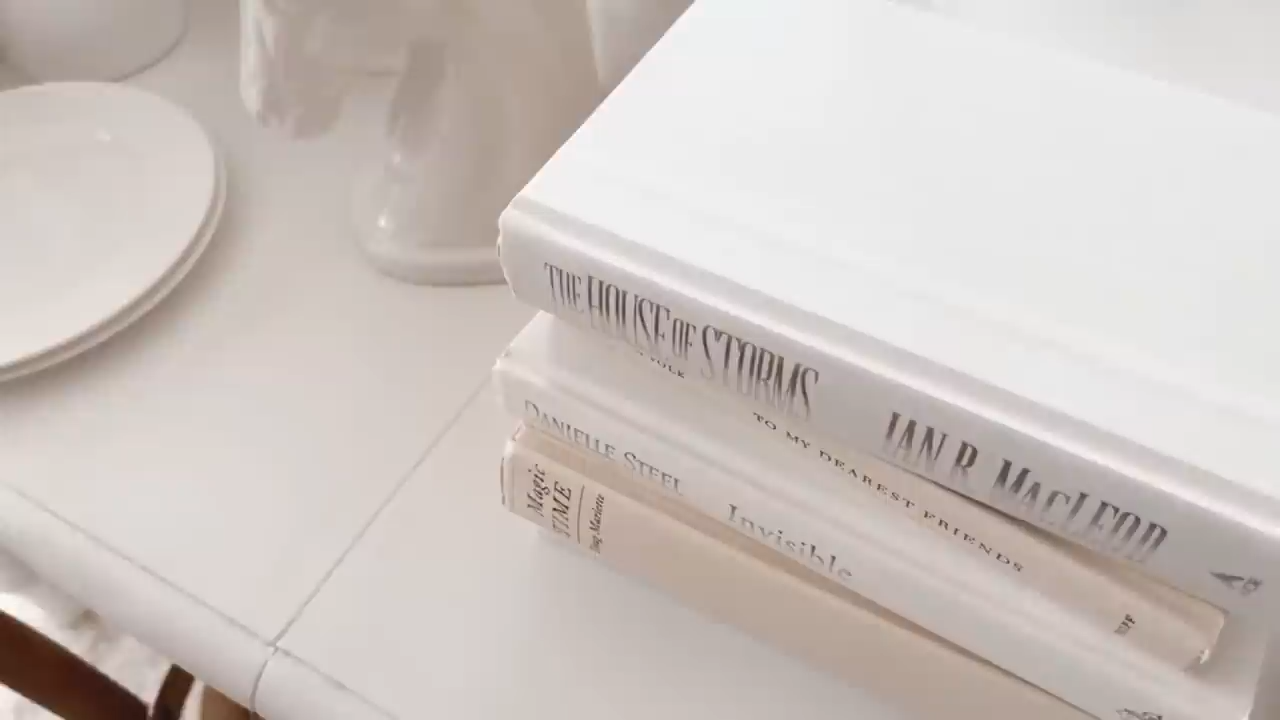 THE HOUSE OF STORMS
IAN R. MACLEOD
TO MY DEAREST FRIENDS
DANIELLE STEEL
Invisible
Magic
TIME
Doug Marlette